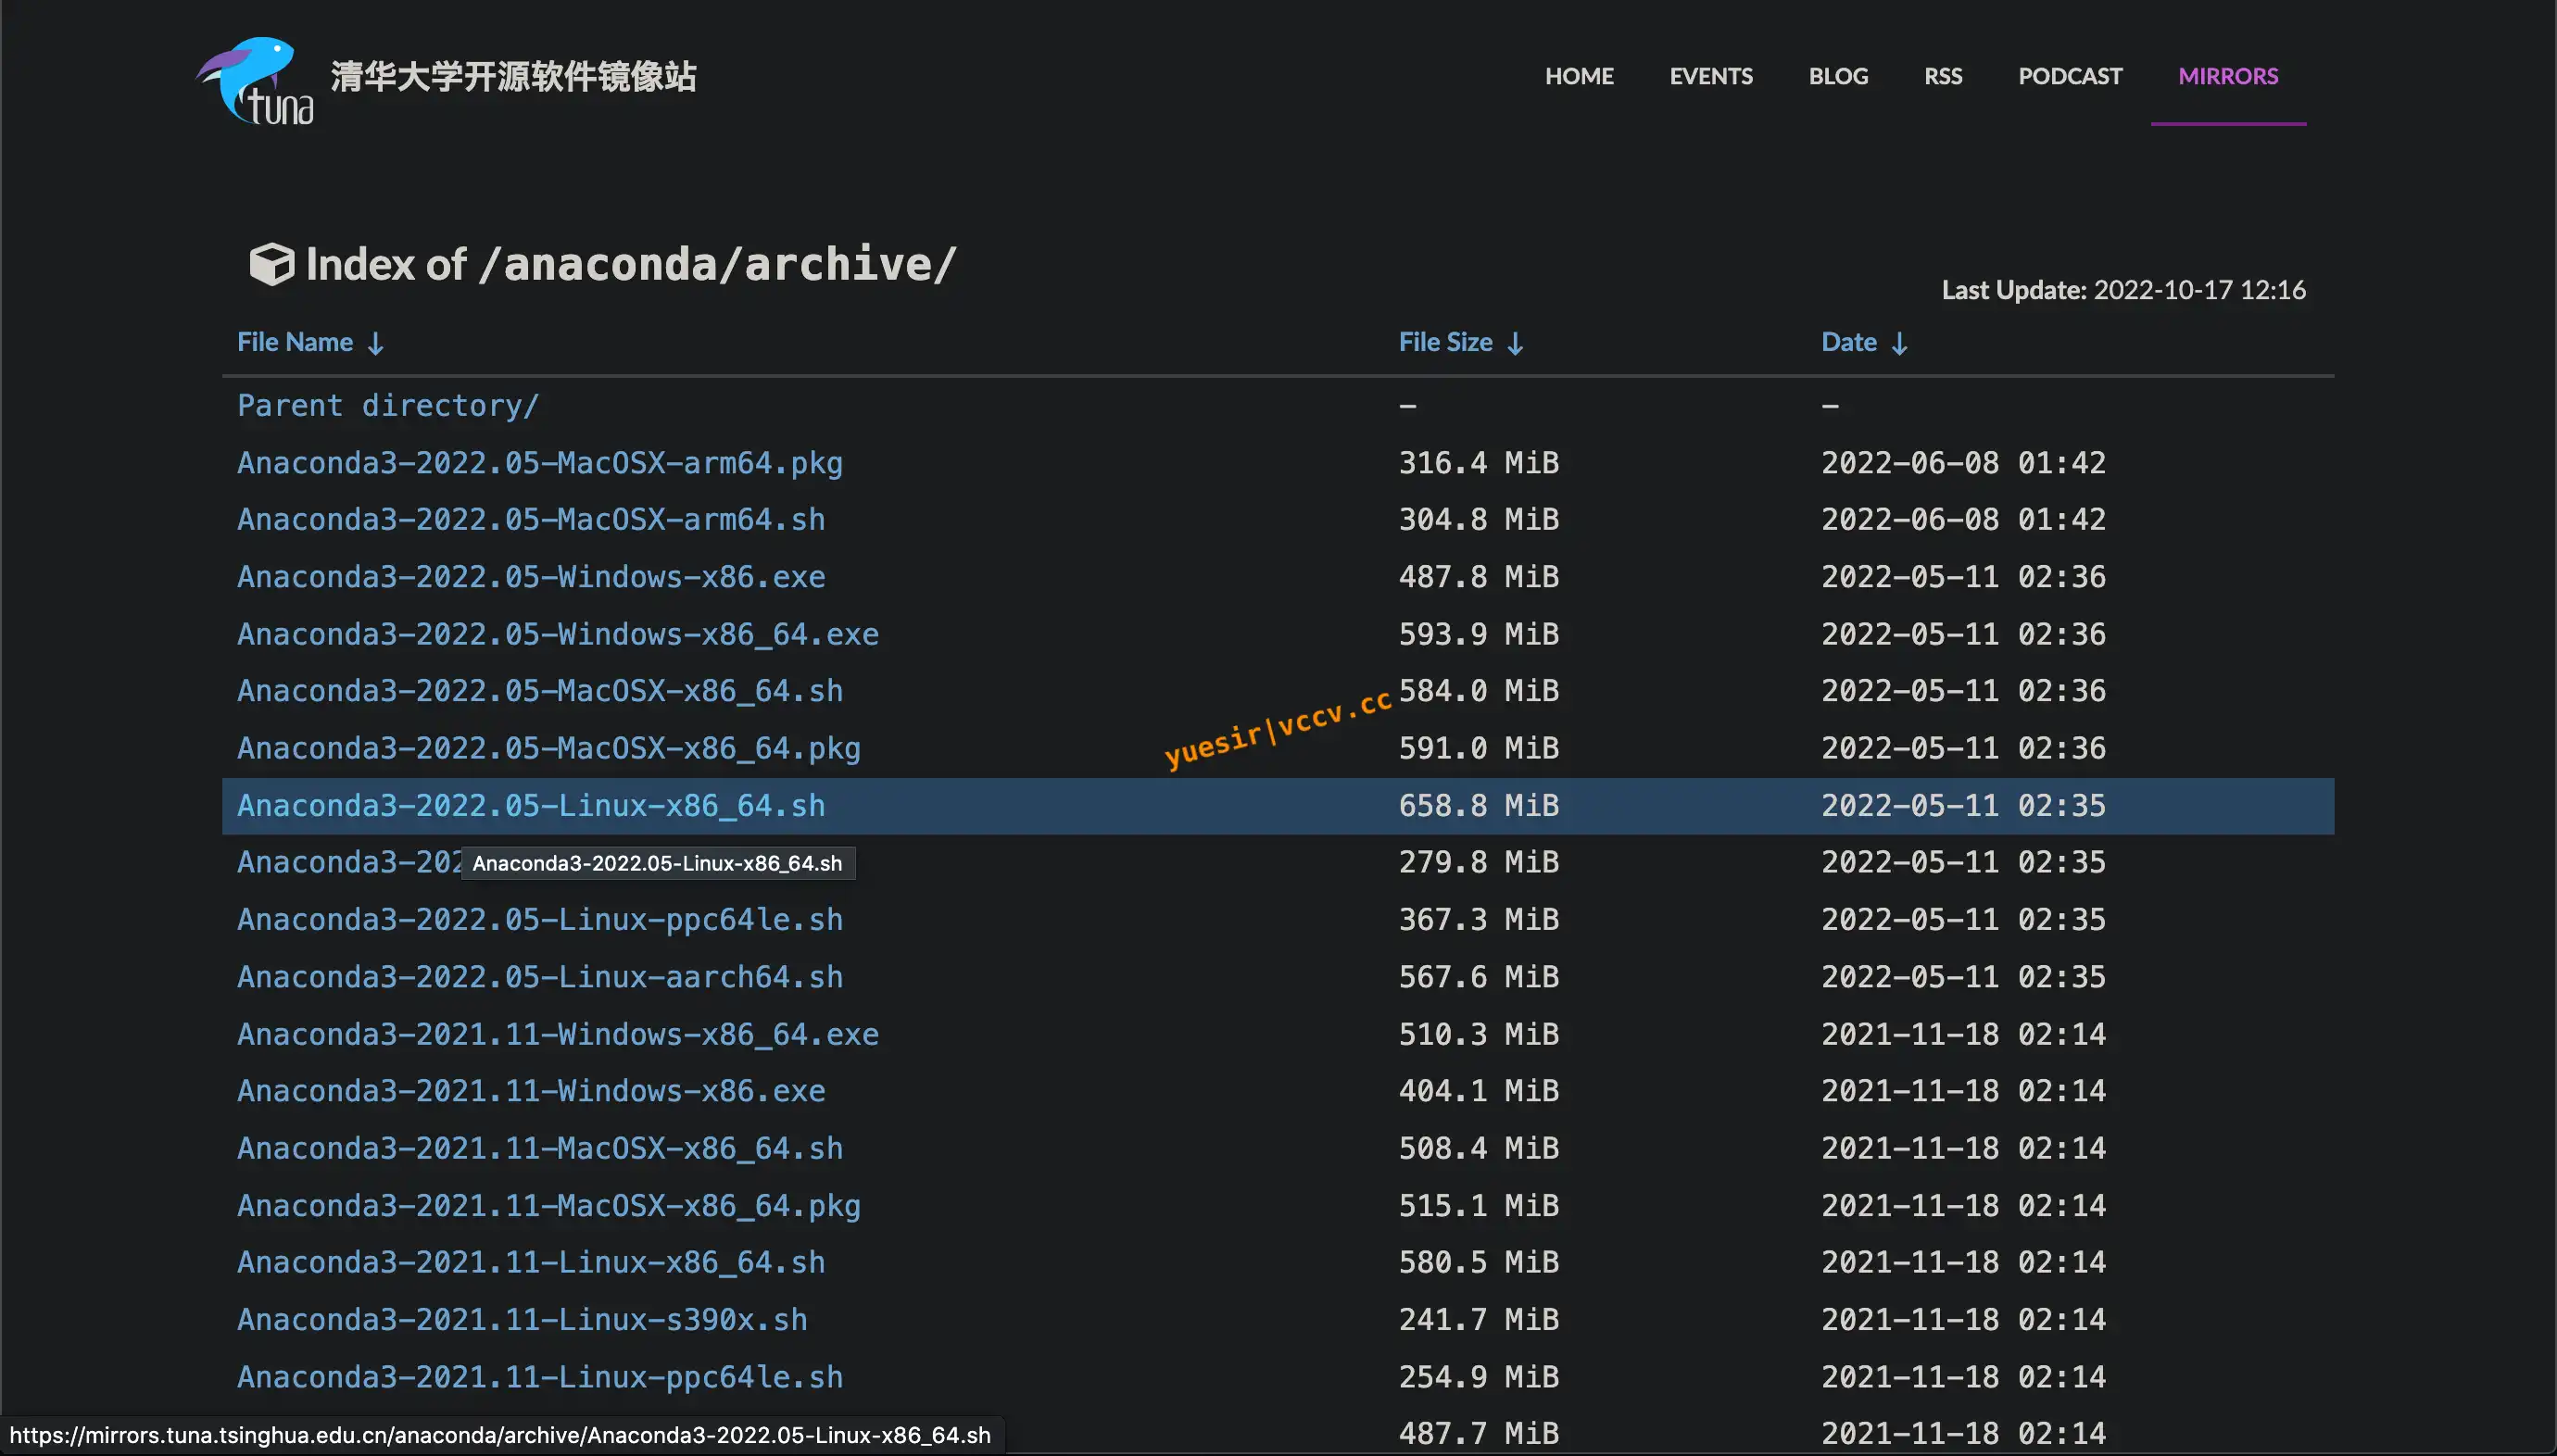 tuna 清华大学开源软件镜像站 HOME EVENTS BLOG RSS PODCAST MIRRORS
Index of /anaconda/archive/
Last Update: 2022-10-17 12:16
File Name ↓ File Size ↓ Date ↓
Parent directory/ - -
Anaconda3-2022.05-MacOSX-arm64.pkg 316.4 MiB 2022-06-08 01:42
Anaconda3-2022.05-MacOSX-arm64.sh 304.8 MiB 2022-06-08 01:42
Anaconda3-2022.05-Windows-x86.exe 487.8 MiB 2022-05-11 02:36
Anaconda3-2022.05-Windows-x86_64.exe 593.9 MiB 2022-05-11 02:36
Anaconda3-2022.05-MacOSX-x86_64.sh 584.0 MiB 2022-05-11 02:36
yuesir|vccv.cc
Anaconda3-2022.05-MacOSX-x86_64.pkg 591.0 MiB 2022-05-11 02:36
Anaconda3-2022.05-Linux-x86_64.sh 658.8 MiB 2022-05-11 02:35
Anaconda3-202 Anaconda3-2022.05-Linux-x86_64.sh 279.8 MiB 2022-05-11 02:35
Anaconda3-2022.05-Linux-ppc64le.sh 367.3 MiB 2022-05-11 02:35
Anaconda3-2022.05-Linux-aarch64.sh 567.6 MiB 2022-05-11 02:35
Anaconda3-2021.11-Windows-x86_64.exe 510.3 MiB 2021-11-18 02:14
Anaconda3-2021.11-Windows-x86.exe 404.1 MiB 2021-11-18 02:14
Anaconda3-2021.11-MacOSX-x86_64.sh 508.4 MiB 2021-11-18 02:14
Anaconda3-2021.11-MacOSX-x86_64.pkg 515.1 MiB 2021-11-18 02:14
Anaconda3-2021.11-Linux-x86_64.sh 580.5 MiB 2021-11-18 02:14
Anaconda3-2021.11-Linux-s390x.sh 241.7 MiB 2021-11-18 02:14
Anaconda3-2021.11-Linux-ppc64le.sh 254.9 MiB 2021-11-18 02:14
487.7 MiB 2021-11-18 02:14
https://mirrors.tuna.tsinghua.edu.cn/anaconda/archive/Anaconda3-2022.05-Linux-x86_64.sh